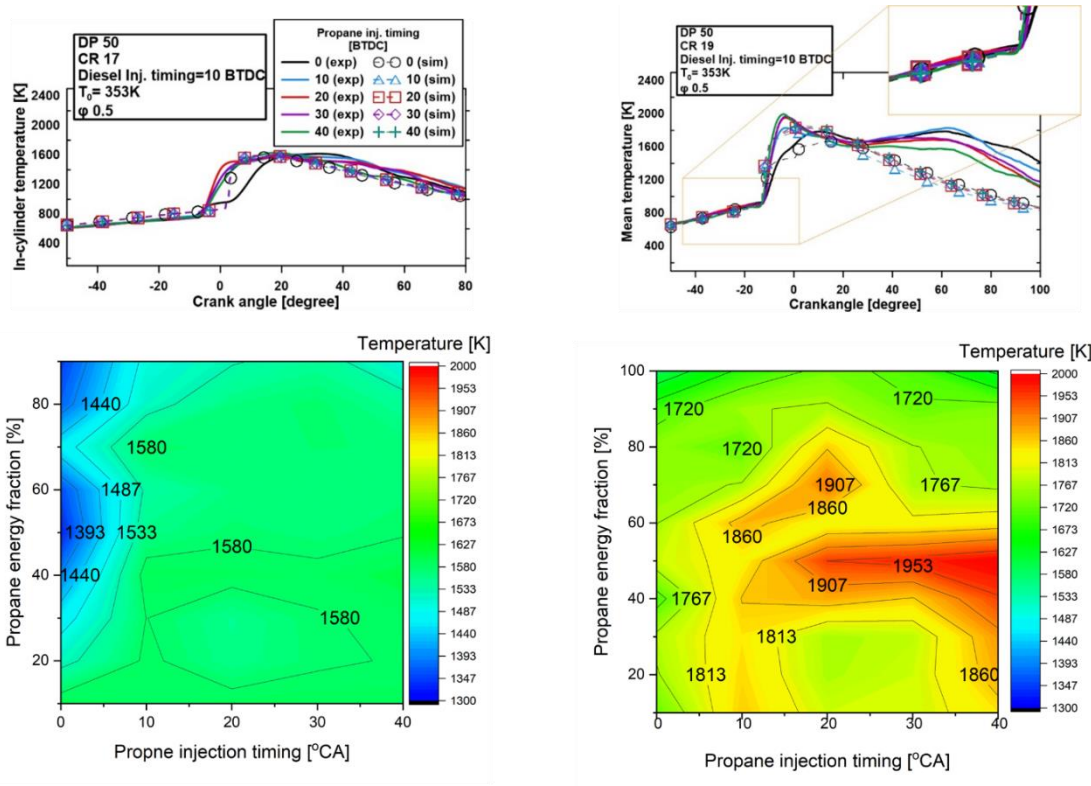 DP 50
CR 17
Diesel Inj. timing=10 BTDC
T0= 353K
φ 0.5
Propane inj. timing
[BTDC]
0 (exp) 0 (sim)
10 (exp) 10 (sim)
20 (exp) 20 (sim)
30 (exp) 30 (sim)
40 (exp) 40 (sim)
In-cylinder temperature [K]
2400
2000
1600
1200
800
400
-40 -20 0 20 40 60 80
Crank angle [degree]
DP 50
CR 19
Diesel Inj. timing=10 BTDC
T0= 353K
φ 0.5
Mean temperature [K]
2400
2000
1600
1200
800
400
-40 -20 0 20 40 60 80 100
Crankangle [degree]
Temperature [K]
Propane energy fraction [%]
80
60
40
20
0 10 20 30 40
Propne injection timing [°CA]
1440
1580
1487
1393 1533
1580
1440
1580
2000
1953
1907
1860
1813
1767
1720
1673
1627
1580
1533
1487
1440
1393
1347
1300
Temperature [K]
Propane energy fraction [%]
100
80
60
40
20
0 10 20 30 40
Propane injection timing [°CA]
1720
1720
1720
1907
1767
1860
1860
1953
1907
1767
1813
1813
1860
2000
1953
1907
1860
1813
1767
1720
1673
1627
1580
1533
1487
1440
1393
1347
1300